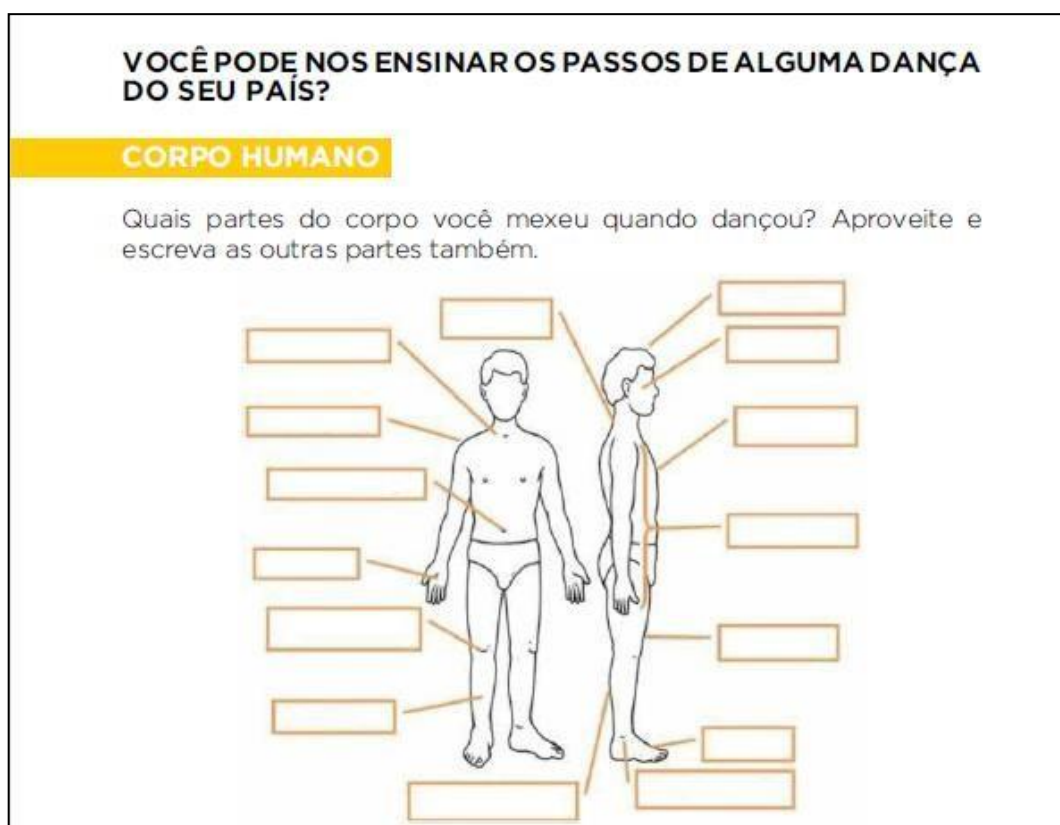 VOCÊ PODE NOS ENSINAR OS PASSOS DE ALGUMA DANÇA
DO SEU PAÍS?
CORPO HUMANO
Quais partes do corpo você mexeu quando dançou? Aproveite e
escreva as outras partes também.